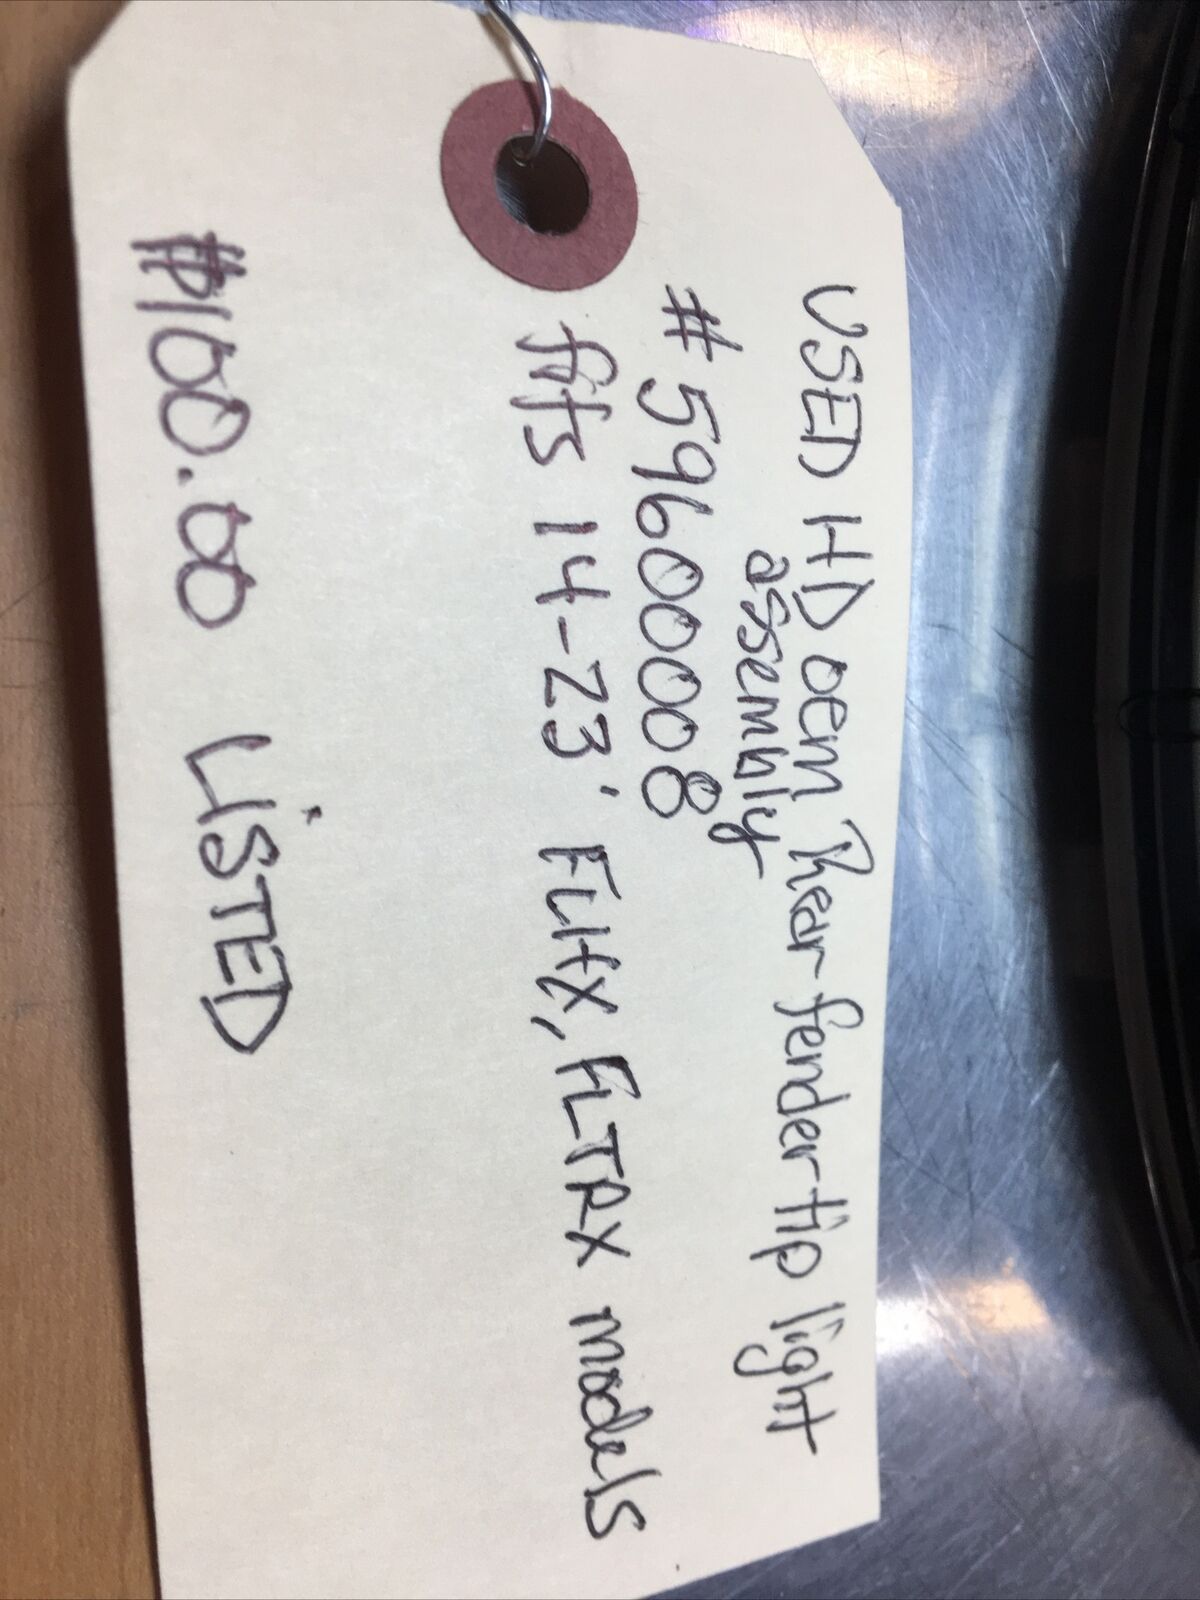 USED HD oem Rear fender tip light
assembly
#59600008
fits 14-23' FLHX, FLTRX models
$100.00 LiSTED